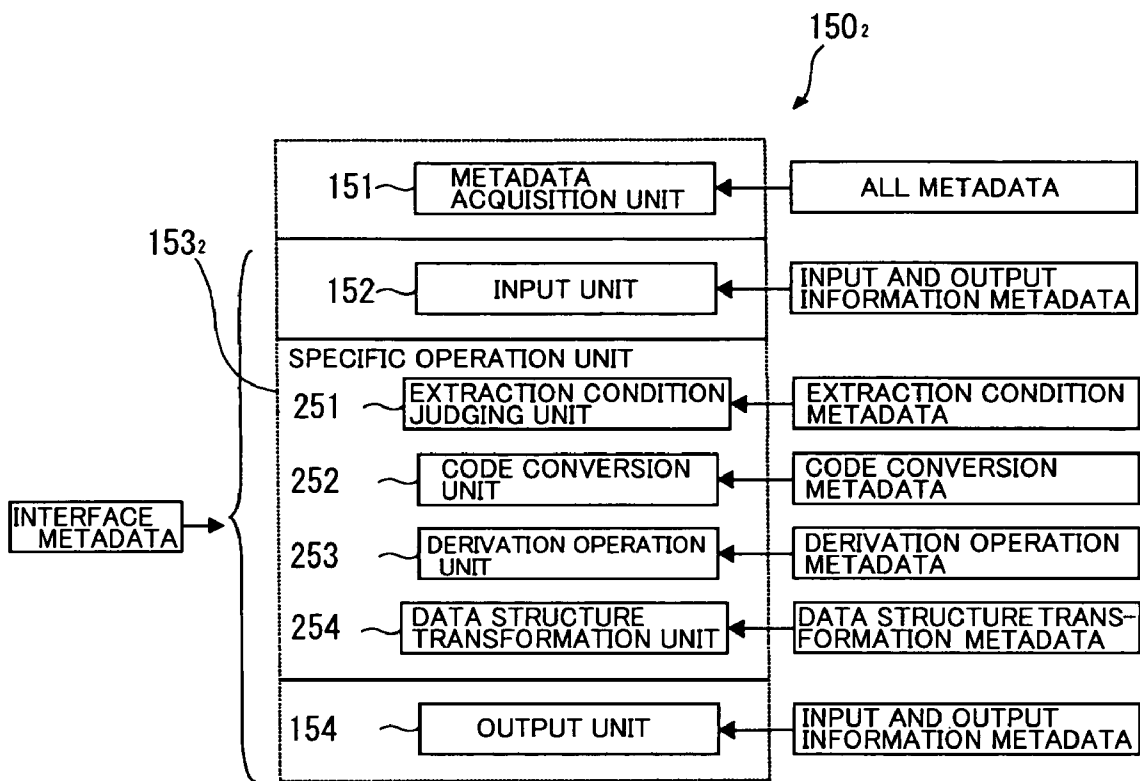 150₂
151
METADATA
ACQUISITION UNIT
ALL METADATA
153₂
152
INPUT UNIT
INPUT AND OUTPUT
INFORMATION METADATA
SPECIFIC OPERATION UNIT
251
EXTRACTION CONDITION
JUDGING UNIT
EXTRACTION CONDITION
METADATA
252
CODE CONVERSION
UNIT
CODE CONVERSION
METADATA
INTERFACE
METADATA
253
DERIVATION OPERATION
UNIT
DERIVATION OPERATION
METADATA
254
DATA STRUCTURE
TRANSFORMATION UNIT
DATA STRUCTURE TRANS-
FORMATION METADATA
154
OUTPUT UNIT
INPUT AND OUTPUT
INFORMATION METADATA